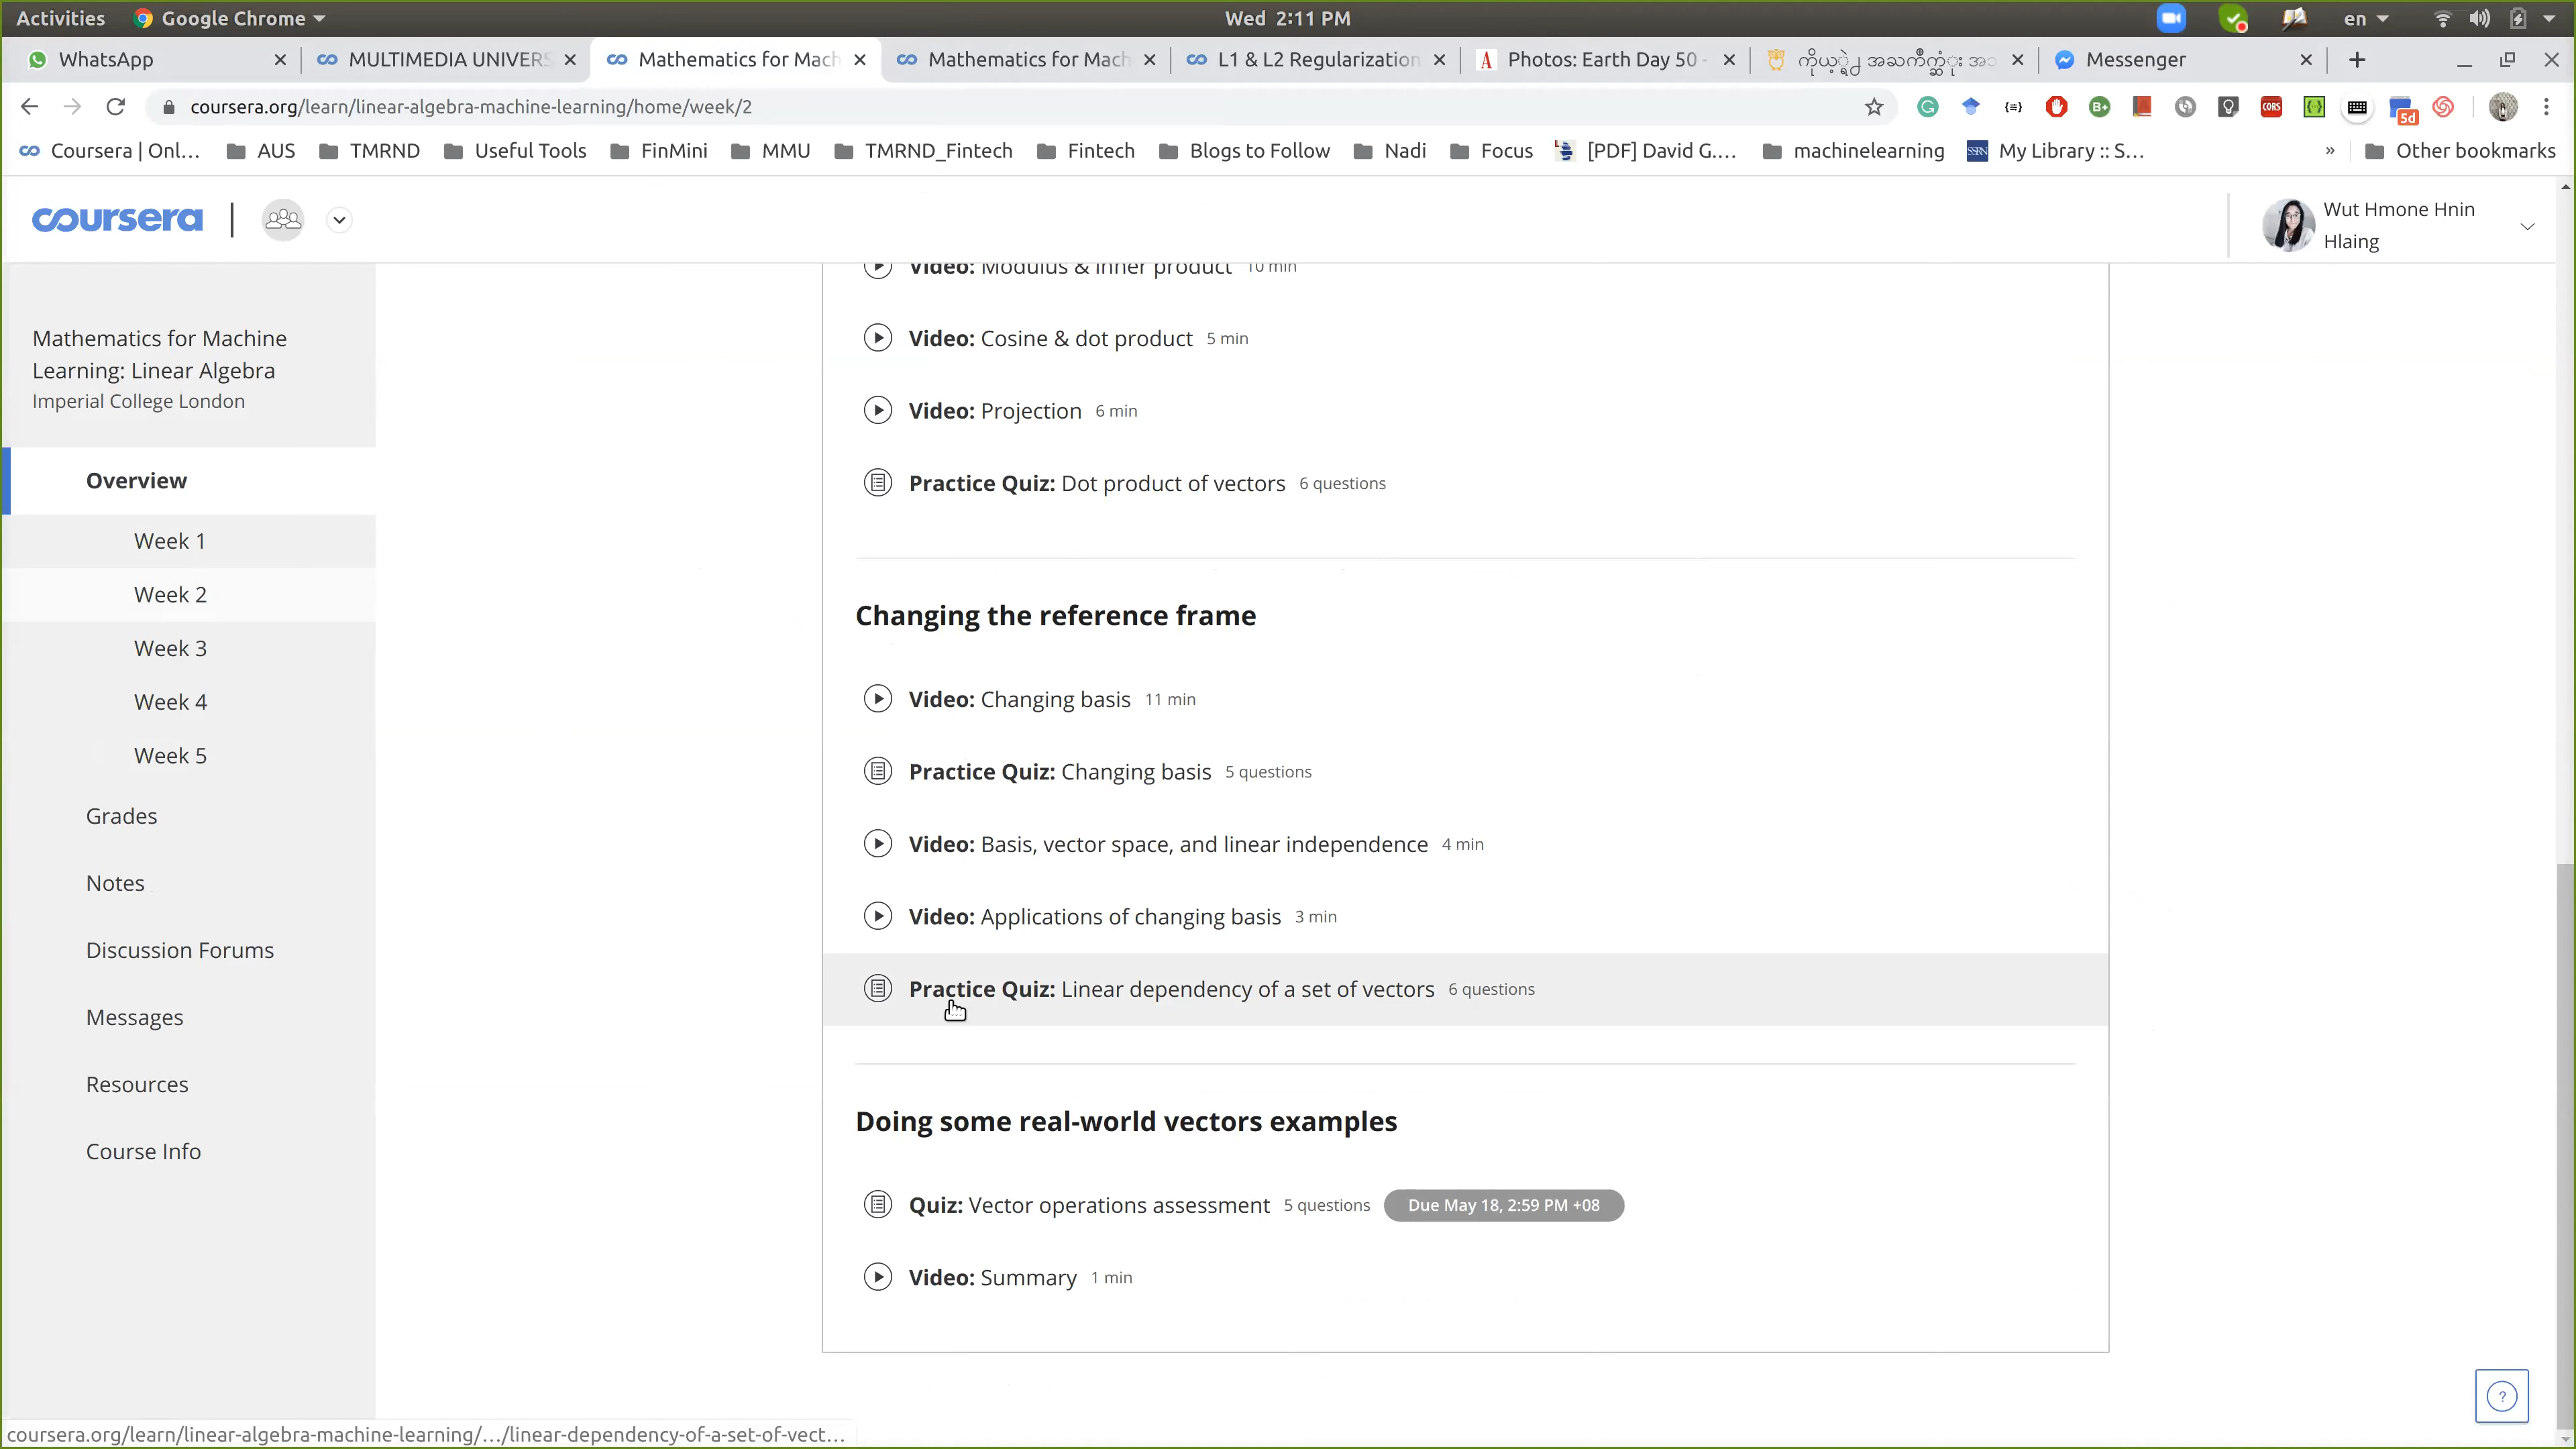 Activities Google Chrome Wed 2:11 PM en
WhatsApp MULTIMEDIA UNIVERS Mathematics for Mach Mathematics for Mach L1 & L2 Regularization Photos: Earth Day 50 - Messenger
coursera.org/learn/linear-algebra-machine-learning/home/week/2
5d
Coursera | Onl... AUS TMRND Useful Tools FinMini MMU TMRND_Fintech Fintech Blogs to Follow Nadi Focus [PDF] David G.... machinelearning My Library :: S... » Other bookmarks
coursera
Wut Hmone Hnin
Hlaing
Mathematics for Machine
Learning: Linear Algebra
Imperial College London
Overview
Week 1
Week 2
Week 3
Week 4
Week 5
Grades
Notes
Discussion Forums
Messages
Resources
Course Info
Video: Modulus & inner product 10 min
Video: Cosine & dot product 5 min
Video: Projection 6 min
Practice Quiz: Dot product of vectors 6 questions
Changing the reference frame
Video: Changing basis 11 min
Practice Quiz: Changing basis 5 questions
Video: Basis, vector space, and linear independence 4 min
Video: Applications of changing basis 3 min
Practice Quiz: Linear dependency of a set of vectors 6 questions
Doing some real-world vectors examples
Quiz: Vector operations assessment 5 questions Due May 18, 2:59 PM +08
Video: Summary 1 min
coursera.org/learn/linear-algebra-machine-learning/.../linear-dependency-of-a-set-of-vect...